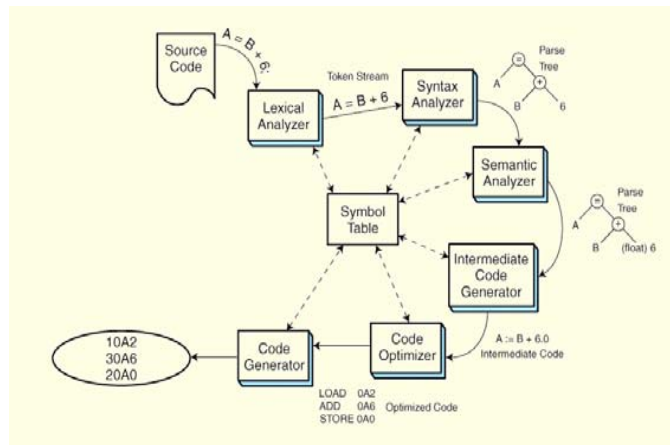 Source
Code
A = B + 6;
Lexical
Analyzer
Token Stream
A = B + 6
Syntax
Analyzer
Parse
Tree
=
A
+
B
6
Semantic
Analyzer
Parse
Tree
=
A
+
B
(float) 6
Symbol
Table
Intermediate
Code
Generator
A := B + 6.0
Intermediate Code
Code
Optimizer
LOAD 0A2
ADD 0A6
STORE 0A0
Optimized Code
Code
Generator
10A2
30A6
20A0